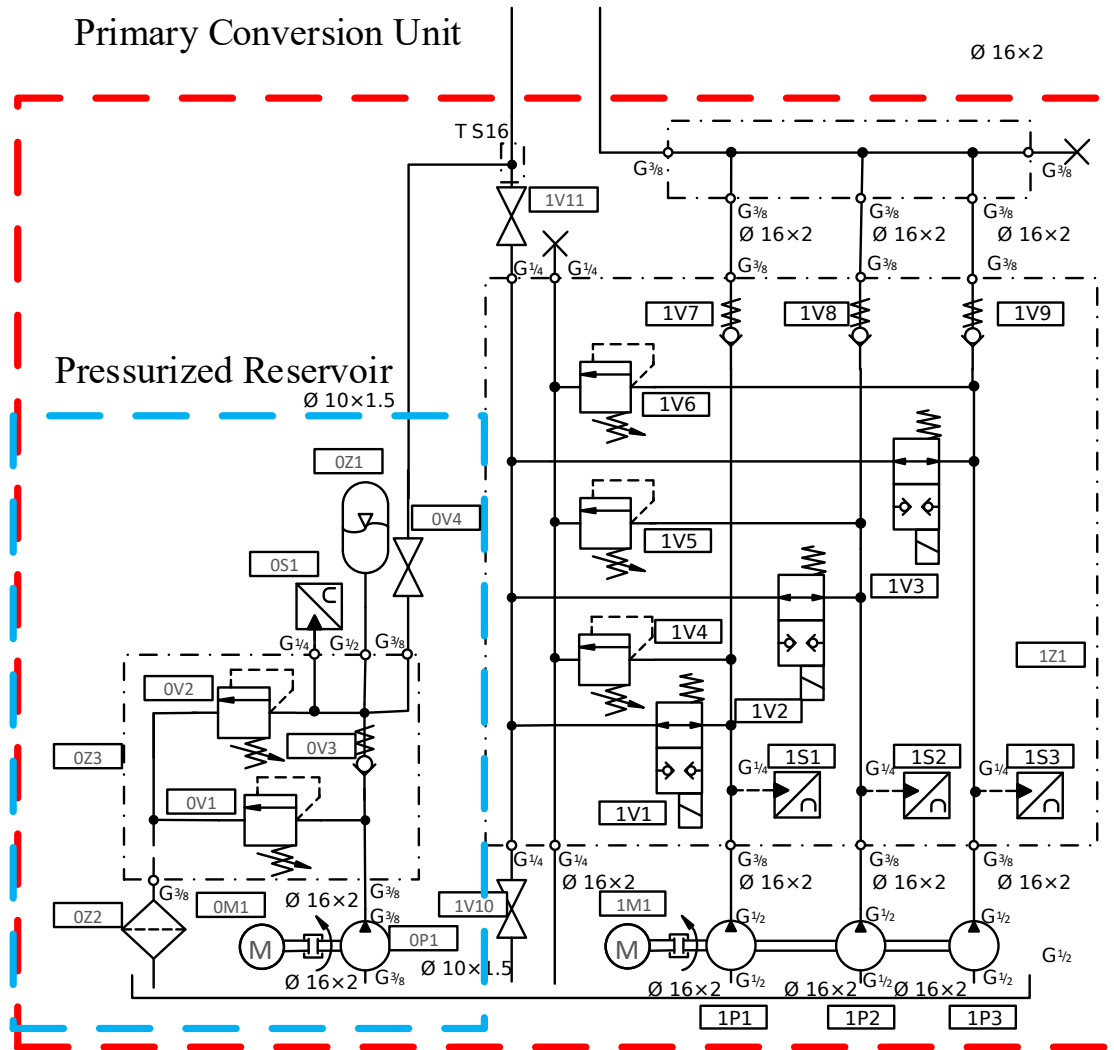 Primary Conversion Unit
Ø 16×2
T S16
G3/8
G3/8
1V11
G3/8
G3/8
G3/8
Ø 16×2
Ø 16×2
Ø 16×2
G1/4
G1/4
G3/8
G3/8
G3/8
1V7
1V8
1V9
Pressurized Reservoir
Ø 10×1.5
1V6
0Z1
0V4
1V5
0S1
1V3
G1/4
G1/2
G3/8
1V4
1Z1
0V2
1V2
0V3
0Z3
1S1
1S2
1S3
G1/4
G1/4
G1/4
0V1
1V1
G1/4
G1/4
G3/8
G3/8
G3/8
Ø 16×2
Ø 16×2
Ø 16×2
Ø 16×2
G3/8
G3/8
0M1
Ø 16×2
1V10
1M1
0Z2
G3/8
G1/2
G1/2
G1/2
M
0P1
M
G1/2
Ø 10×1.5
Ø 16×2
G3/8
G1/2
G1/2
G1/2
Ø 16×2
Ø 16×2
Ø 16×2
1P1
1P2
1P3